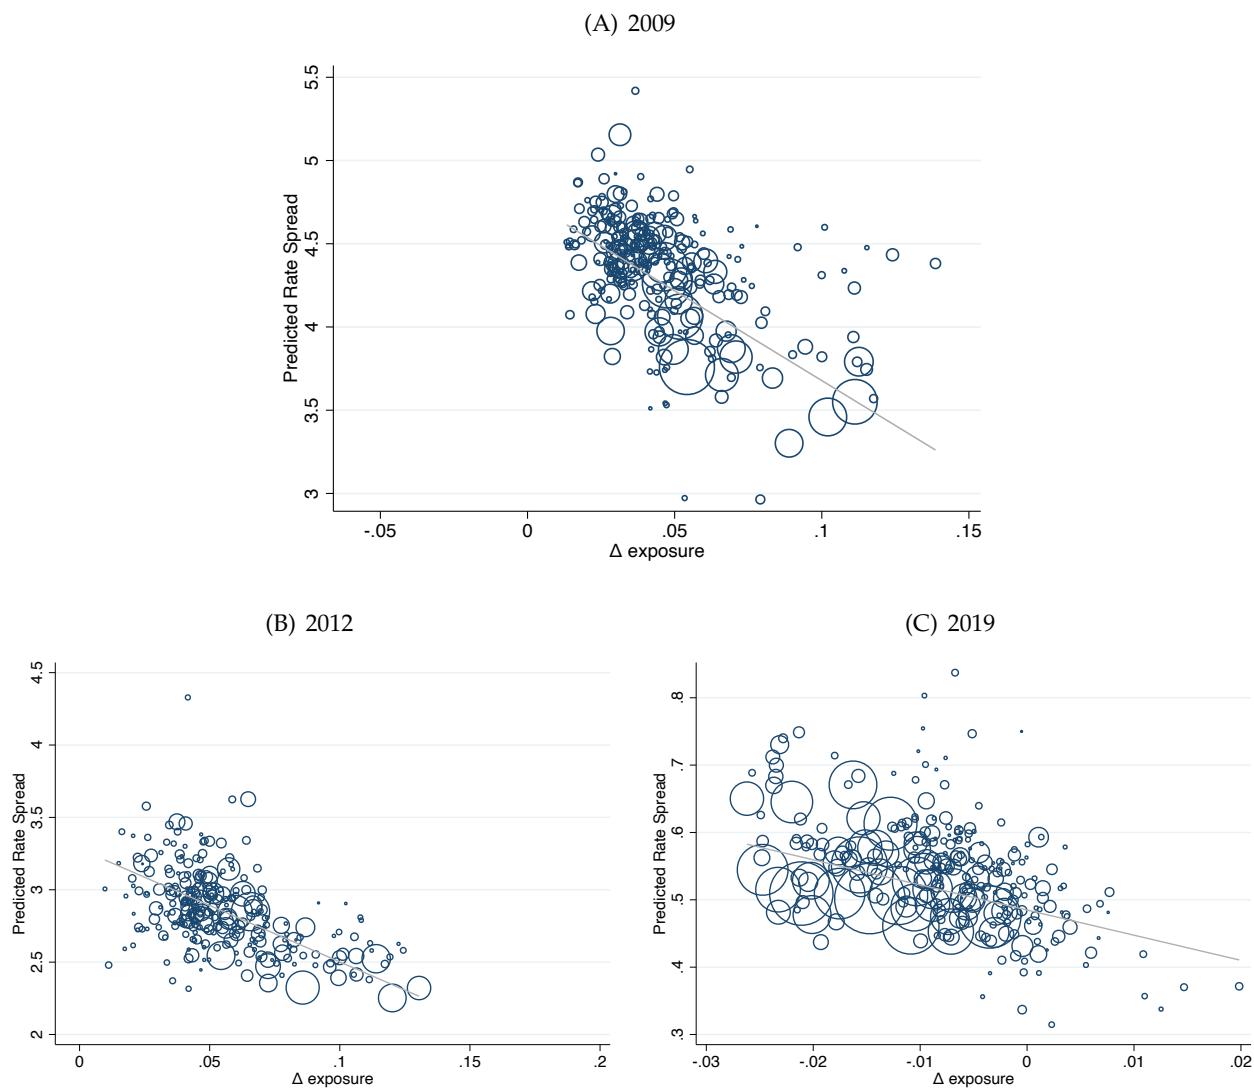 (A) 2009
5.5
5
4.5
4
3.5
3
Predicted Rate Spread
-.05 0 .05 .1 .15
Δ exposure
(B) 2012
4.5
4
3.5
3
2.5
2
Predicted Rate Spread
0 .05 .1 .15 .2
Δ exposure
(C) 2019
.8
.7
.6
.5
.4
.3
Predicted Rate Spread
-.03 -.02 -.01 0 .01 .02
Δ exposure